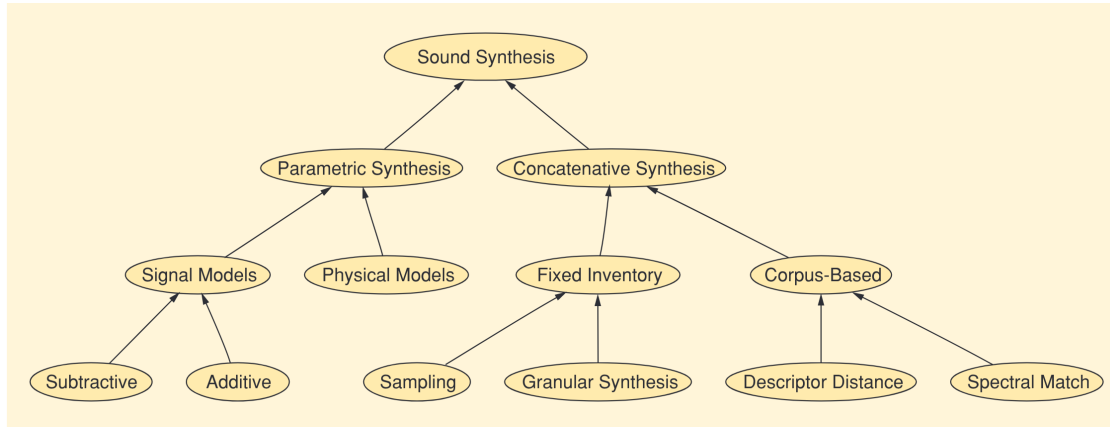 Sound Synthesis
Parametric Synthesis
Concatenative Synthesis
Signal Models
Physical Models
Fixed Inventory
Corpus-Based
Subtractive
Additive
Sampling
Granular Synthesis
Descriptor Distance
Spectral Match